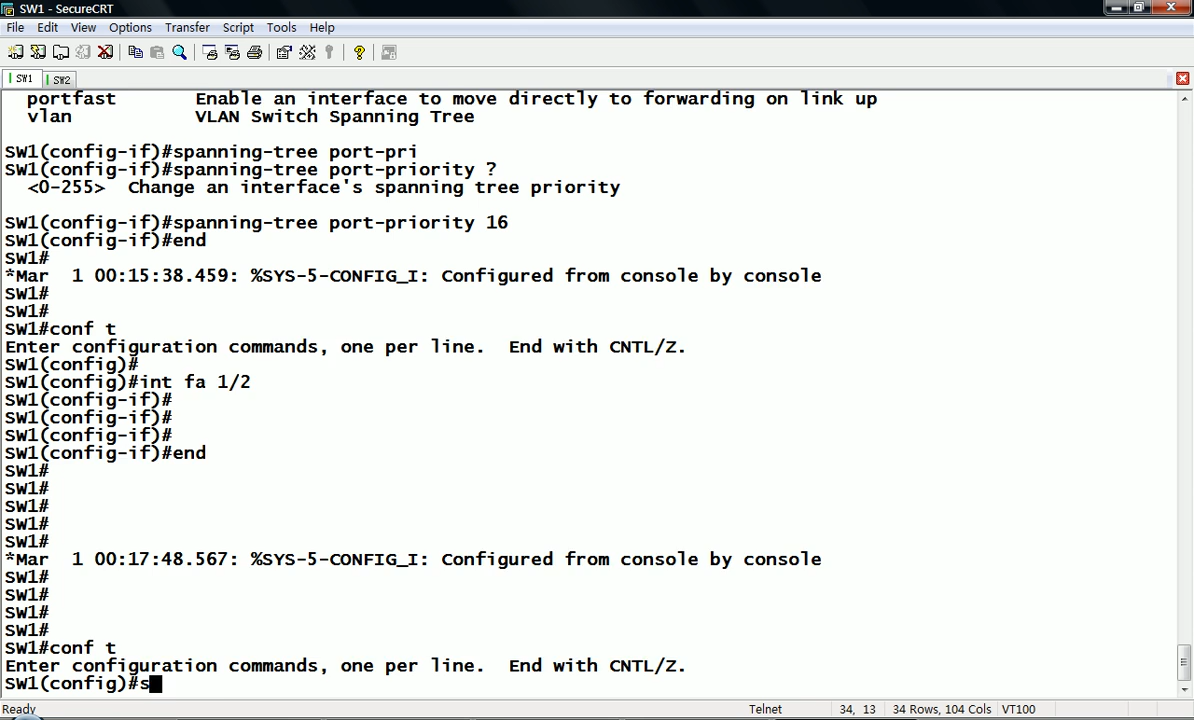 SW1 - SecureCRT
File Edit View Options Transfer Script Tools Help
SW1 SW2
portfast Enable an interface to move directly to forwarding on link up
vlan VLAN Switch Spanning Tree
SW1(config-if)#spanning-tree port-pri
SW1(config-if)#spanning-tree port-priority ?
<0-255> Change an interface's spanning tree priority
SW1(config-if)#spanning-tree port-priority 16
SW1(config-if)#end
SW1#
*Mar 1 00:15:38.459: %SYS-5-CONFIG_I: Configured from console by console
SW1#
SW1#
SW1#conf t
Enter configuration commands, one per line. End with CNTL/Z.
SW1(config)#
SW1(config)#int fa 1/2
SW1(config-if)#
SW1(config-if)#
SW1(config-if)#
SW1(config-if)#end
SW1#
SW1#
SW1#
SW1#
SW1#
*Mar 1 00:17:48.567: %SYS-5-CONFIG_I: Configured from console by console
SW1#
SW1#
SW1#
SW1#
SW1#conf t
Enter configuration commands, one per line. End with CNTL/Z.
SW1(config)#s
Ready Telnet 34, 13 34 Rows, 104 Cols VT100